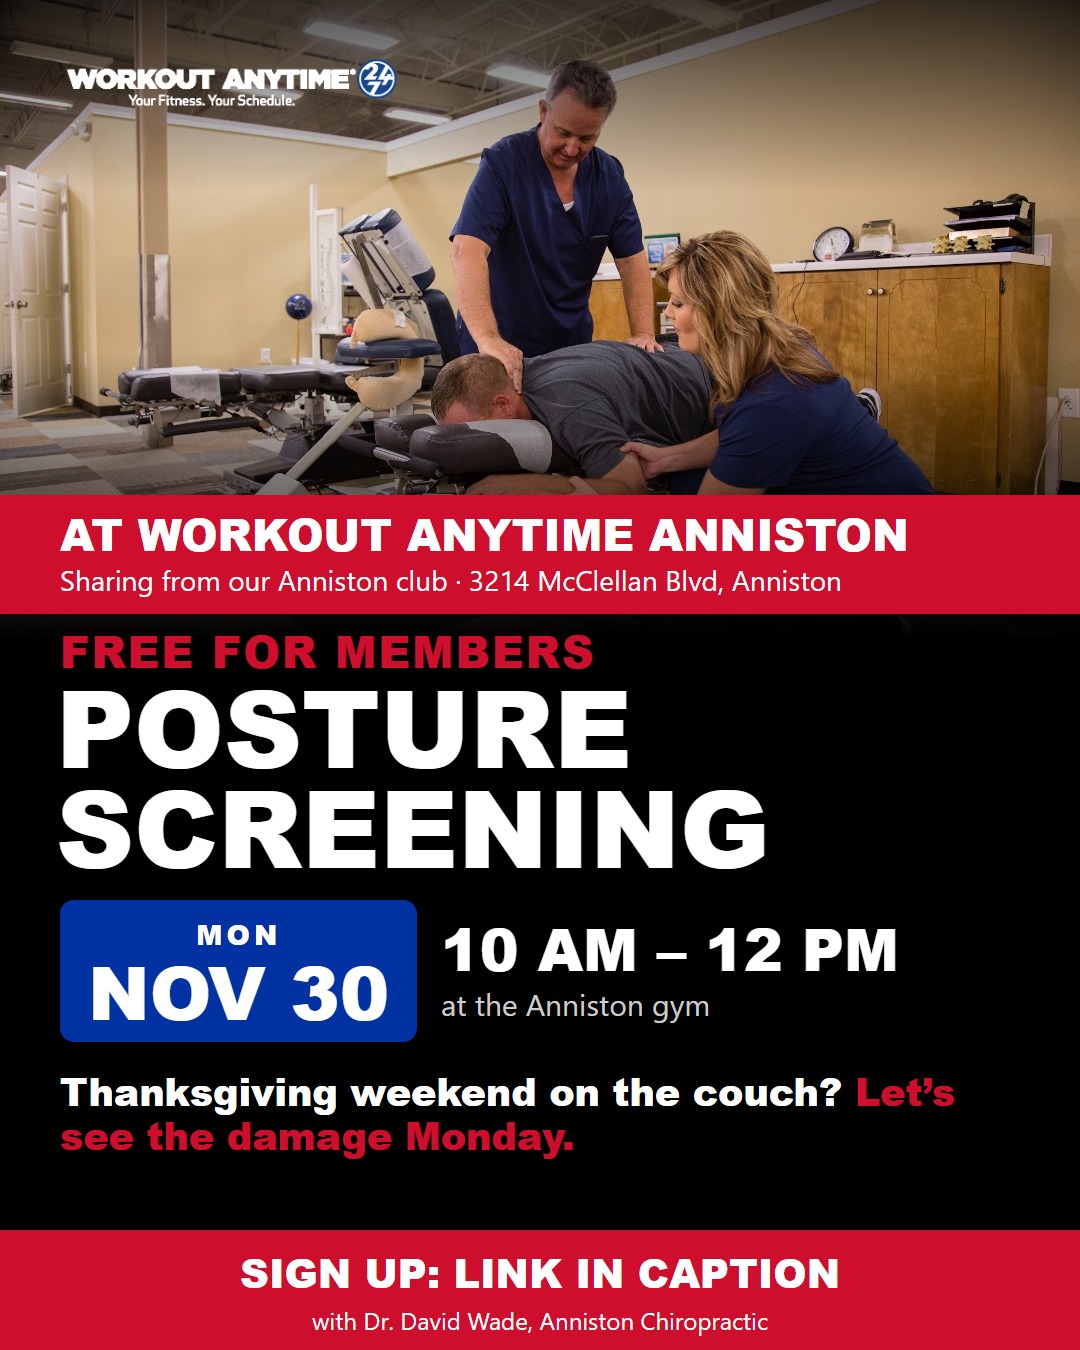 WORKOUT ANYTIME 24/7
Your Fitness. Your Schedule.
AT WORKOUT ANYTIME ANNISTON
Sharing from our Anniston club · 3214 McClellan Blvd, Anniston
FREE FOR MEMBERS
POSTURE
SCREENING
MON
NOV 30
10 AM – 12 PM
at the Anniston gym
Thanksgiving weekend on the couch? Let’s
see the damage Monday.
SIGN UP: LINK IN CAPTION
with Dr. David Wade, Anniston Chiropractic